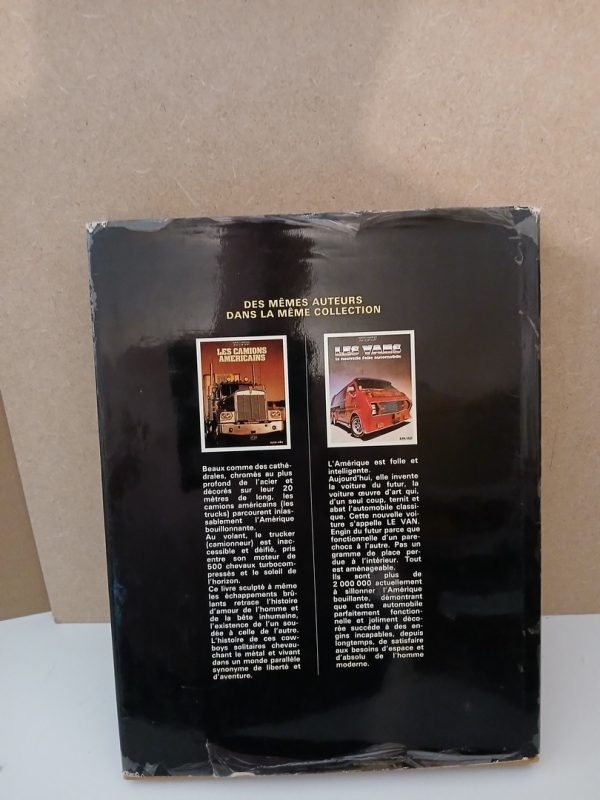 DES MÊMES AUTEURS
DANS LA MÊME COLLECTION
LES CAMIONS
AMERICAINS
Beaux comme des cathé-
drales, chromés au plus
profond de l'acier et
décorés sur leur 20
mètres de long, les
camions américains (les
trucks) parcourent inlas-
sablement l'Amérique
bouillonnante.
Au volant, le trucker
(camionneur) est inac-
cessible et déifié, pris
entre son moteur de
500 chevaux turbocom-
pressés et le soleil de
l'horizon.
Ce livre sculpté à même
les échappements brû-
lants retrace l'histoire
d'amour de l'homme et
de la bête inhumaine,
l'existence de l'un sou-
dée à celle de l'autre.
L'histoire de ces cow-
boys solitaires chevau-
chant le métal et vivant
dans un monde parallèle
synonyme de liberté et
d'aventure.
LES VANS
la nouvelle folie automobile
L'Amérique est folle et
intelligente.
Aujourd'hui, elle invente
la voiture du futur, la
voiture œuvre d'art qui,
d'un seul coup, ternit et
abat l'automobile classi-
que. Cette nouvelle voi-
ture s'appelle LE VAN.
Engin du futur parce que
fonctionnelle d'un pare-
chocs à l'autre. Pas un
gramme de place per-
due à l'intérieur. Tout
est aménageable.
Ils sont plus de
2 000 000 actuellement
à sillonner l'Amérique
bouillante, démontrant
que cette automobile
parfaitement fonction-
nelle et joliment déco-
rée succède à des en-
gins incapables, depuis
longtemps, de satisfaire
aux besoins d'espace et
d'absolu de l'homme
moderne.